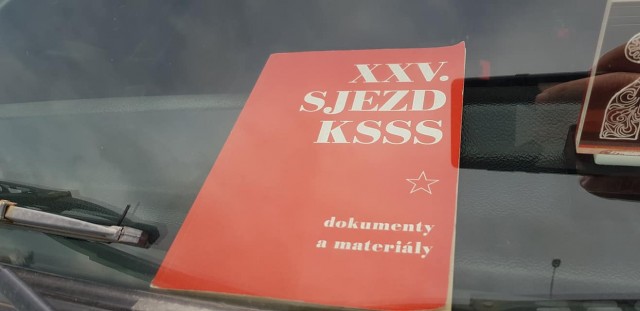 XXV.
SJEZD
KSSS
dokumenty
a materiály